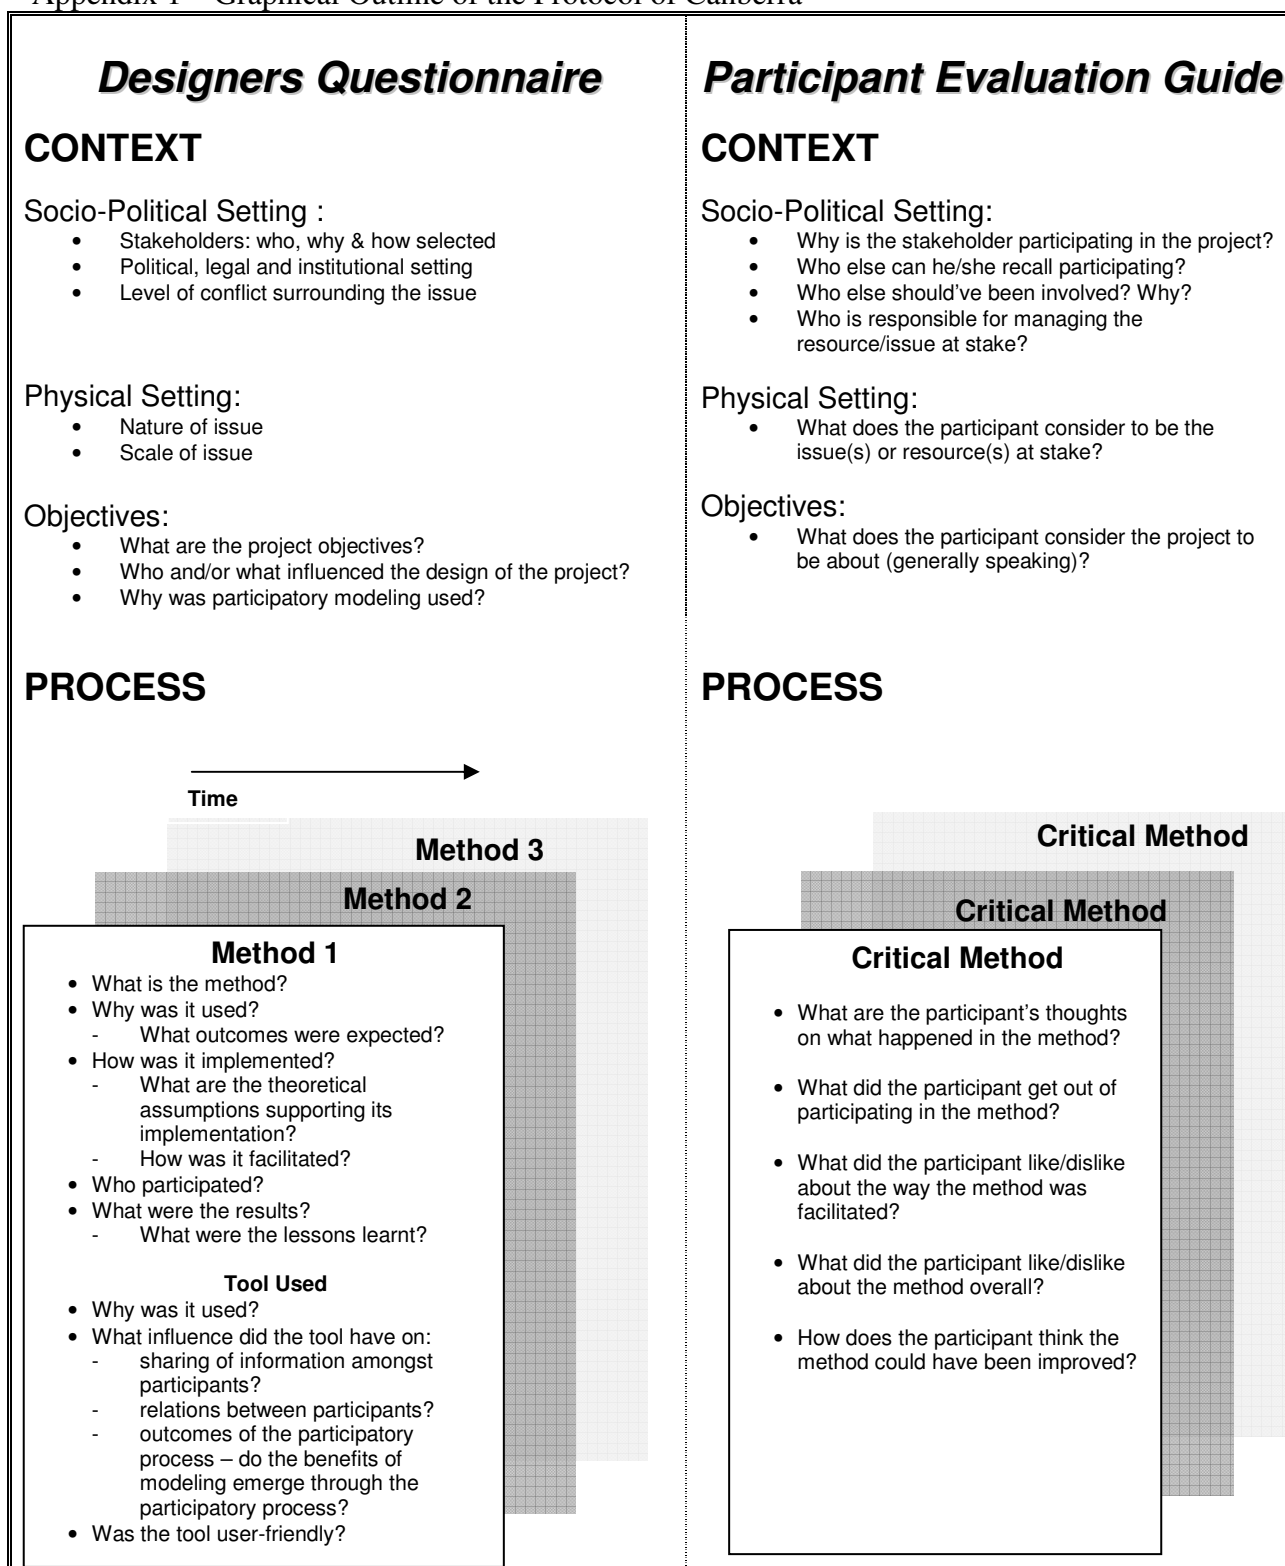 Appendix 1 – Graphical Outline of the Protocol of Canberra
Designers Questionnaire
CONTEXT
Socio-Political Setting :
• Stakeholders: who, why & how selected
• Political, legal and institutional setting
• Level of conflict surrounding the issue
Physical Setting:
• Nature of issue
• Scale of issue
Objectives:
• What are the project objectives?
• Who and/or what influenced the design of the project?
• Why was participatory modeling used?
PROCESS
Time
Method 3
Method 2
Method 1
• What is the method?
• Why was it used?
- What outcomes were expected?
• How was it implemented?
- What are the theoretical
assumptions supporting its
implementation?
- How was it facilitated?
• Who participated?
• What were the results?
- What were the lessons learnt?
Tool Used
• Why was it used?
• What influence did the tool have on:
- sharing of information amongst
participants?
- relations between participants?
- outcomes of the participatory
process – do the benefits of
modeling emerge through the
participatory process?
• Was the tool user-friendly?
Participant Evaluation Guide
CONTEXT
Socio-Political Setting:
• Why is the stakeholder participating in the project?
• Who else can he/she recall participating?
• Who else should've been involved? Why?
• Who is responsible for managing the
resource/issue at stake?
Physical Setting:
• What does the participant consider to be the
issue(s) or resource(s) at stake?
Objectives:
• What does the participant consider the project to
be about (generally speaking)?
PROCESS
Critical Method
Critical Method
Critical Method
• What are the participant's thoughts
on what happened in the method?
• What did the participant get out of
participating in the method?
• What did the participant like/dislike
about the way the method was
facilitated?
• What did the participant like/dislike
about the method overall?
• How does the participant think the
method could have been improved?